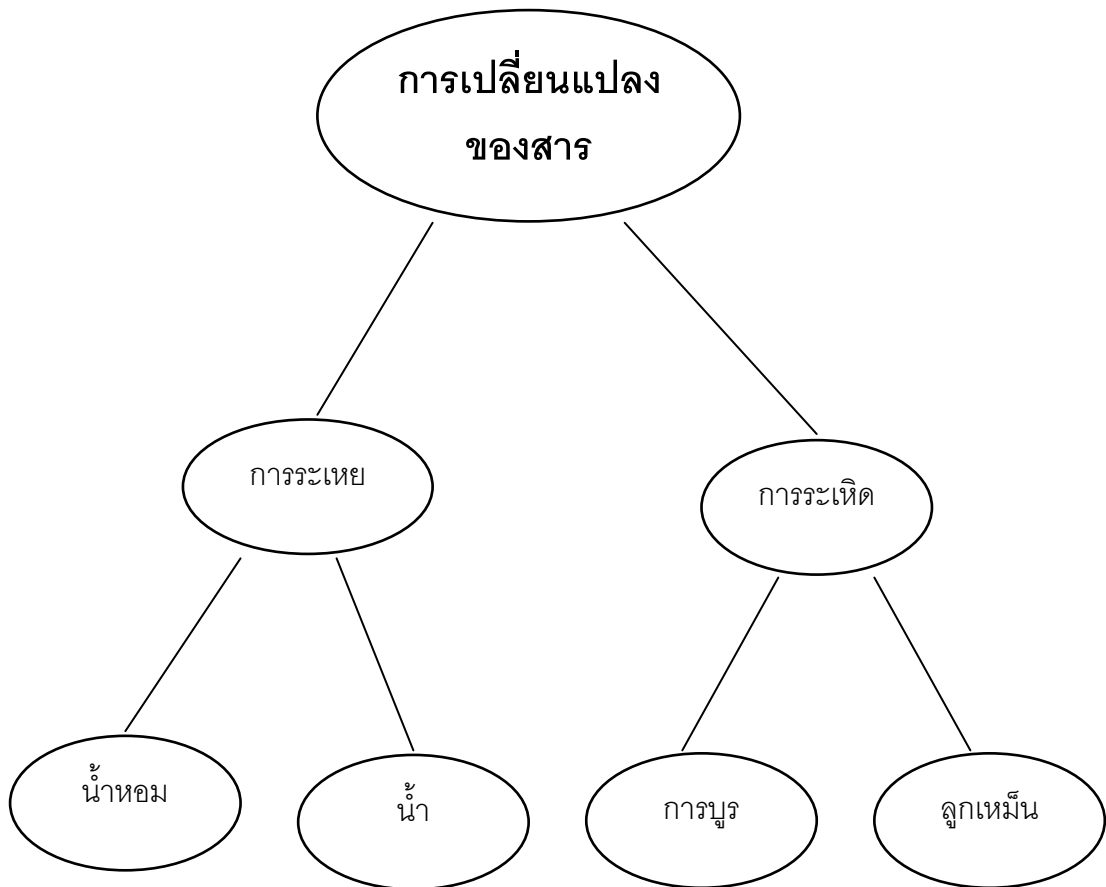 การเปลี่ยนแปลง
ของสาร
การระเหย
การระเหิด
น้ำหอม
น้ำ
การบูร
ลูกเหม็น